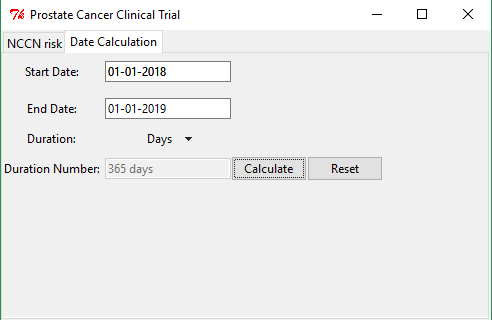 Prostate Cancer Clinical Trial
NCCN risk Date Calculation
Start Date: 01-01-2018
End Date: 01-01-2019
Duration: Days
Duration Number: 365 days Calculate Reset